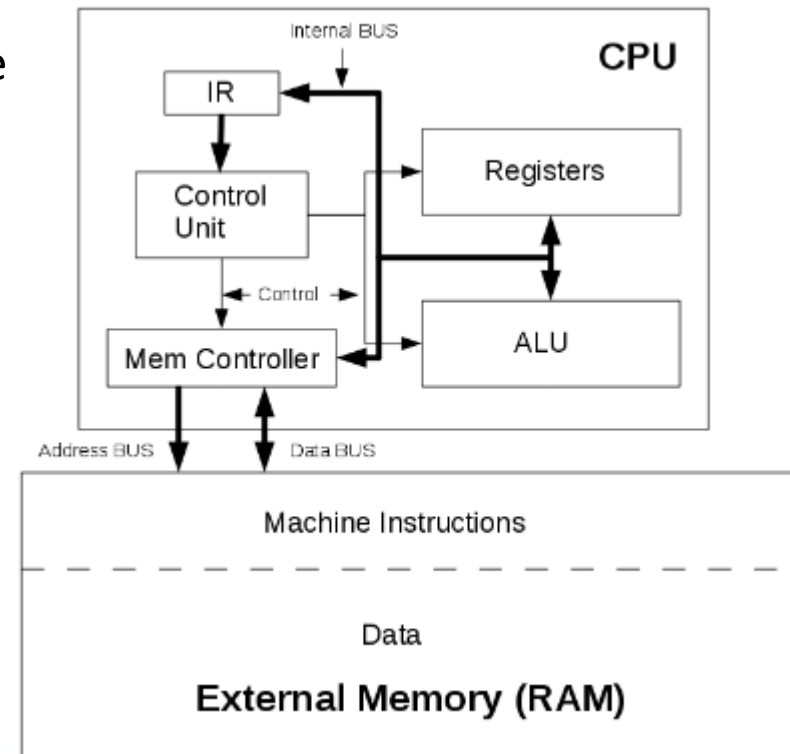 e
Internal BUS
CPU
IR
Registers
Control
Unit
Control
ALU
Mem Controller
Address BUS
Data BUS
Machine Instructions
Data
External Memory (RAM)